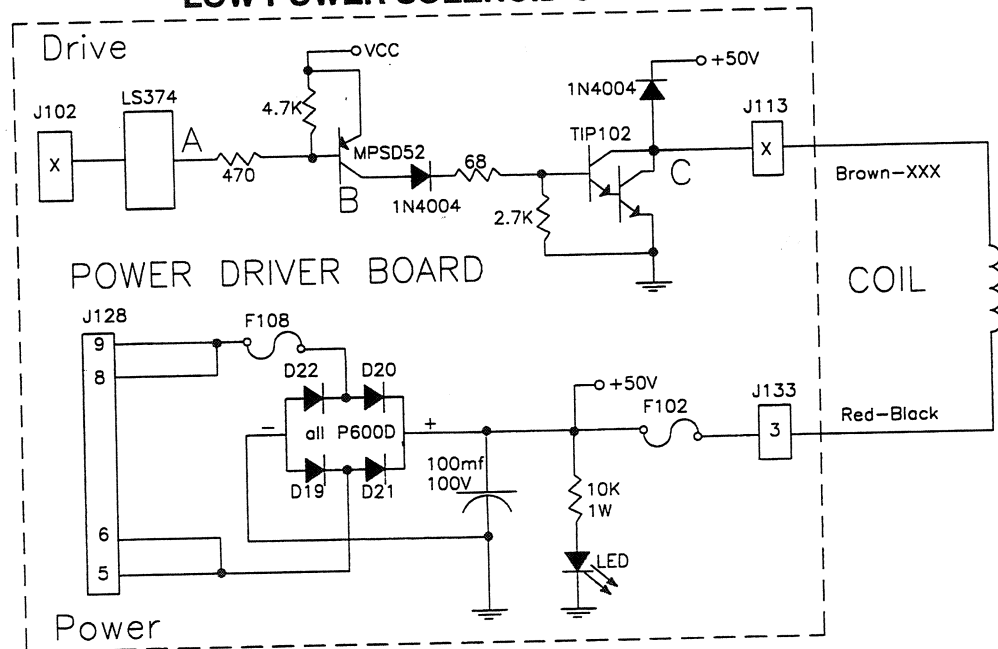 Drive
VCC
+50V
LS374
1N4004
J102
4.7K
J113
A
TIP102
X
MPSD52
68
X
470
B
C
Brown-XXX
1N4004
2.7K
POWER DRIVER BOARD
COIL
J128
F108
9
D22
D20
8
+50V
J133
F102
Red-Black
-
all
P600D
+
3
100mf
100V
D19
D21
10K
1W
6
LED
5
Power